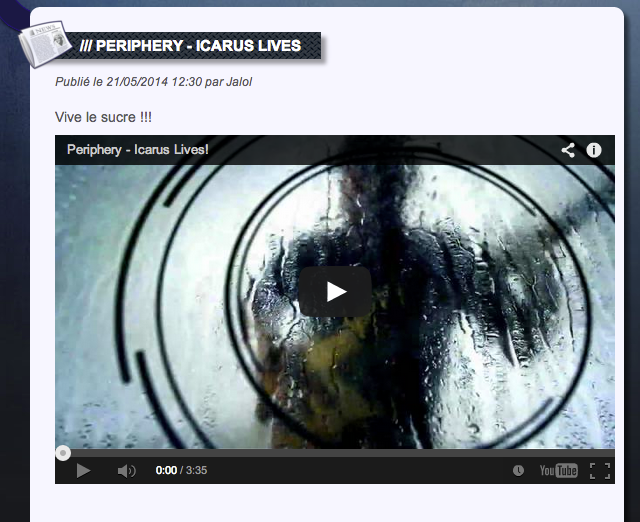 NEWS
/// PERIPHERY - ICARUS LIVES
Publié le 21/05/2014 12:30 par Jalol
Vive le sucre !!!
Periphery - Icarus Lives!
0:00 / 3:35
YouTube